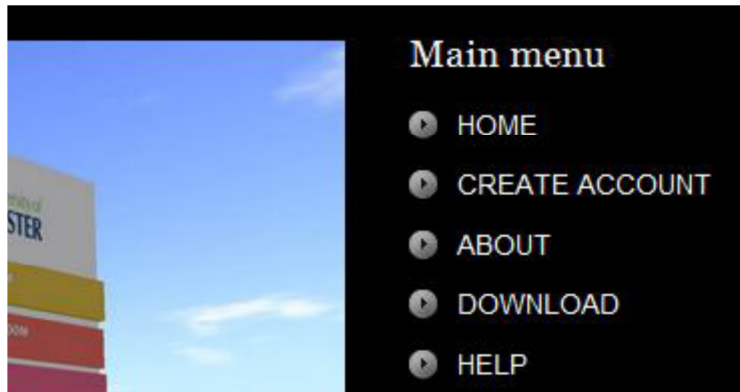 Main menu
HOME
CREATE ACCOUNT
ABOUT
DOWNLOAD
HELP
STER